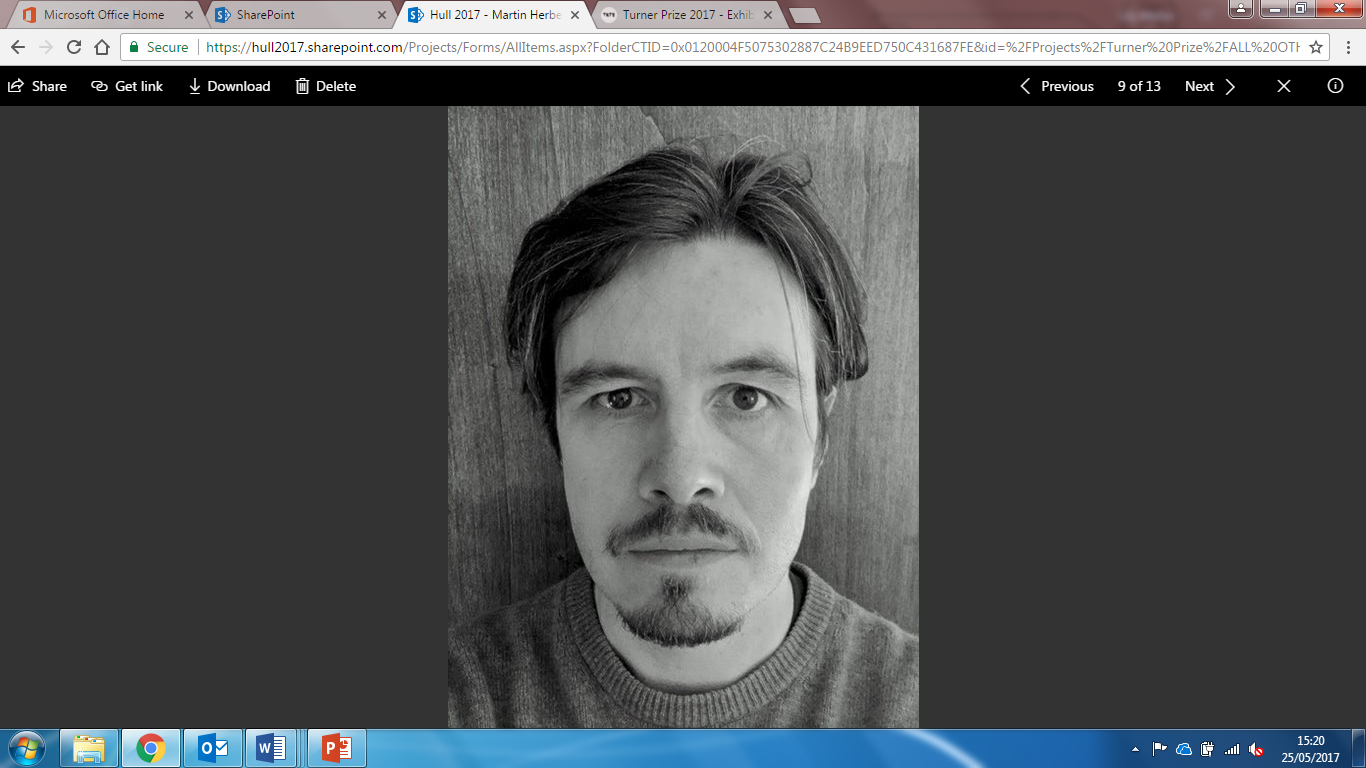 Microsoft Office Home
SharePoint
Hull 2017 - Martin Herbe
Turner Prize 2017 - Exhib
Secure
https://hull2017.sharepoint.com/Projects/Forms/AllItems.aspx?FolderCTID=0x0120004F5075302887C24B9EED750C431687FE&id=%2FProjects%2FTurner%20Prize%2FALL%20OTH
Share
Get link
Download
Delete
Previous
9 of 13
Next
15:20
25/05/2017